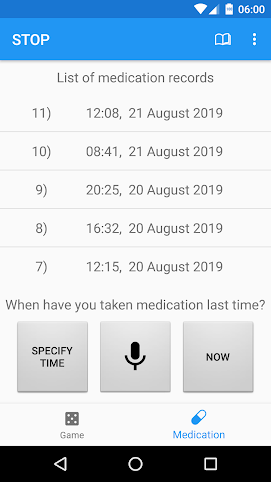 06:00
STOP
List of medication records
11) 12:08, 21 August 2019
10) 08:41, 21 August 2019
9) 20:25, 20 August 2019
8) 16:32, 20 August 2019
7) 12:15, 20 August 2019
When have you taken medication last time?
SPECIFY
TIME
NOW
Game
Medication